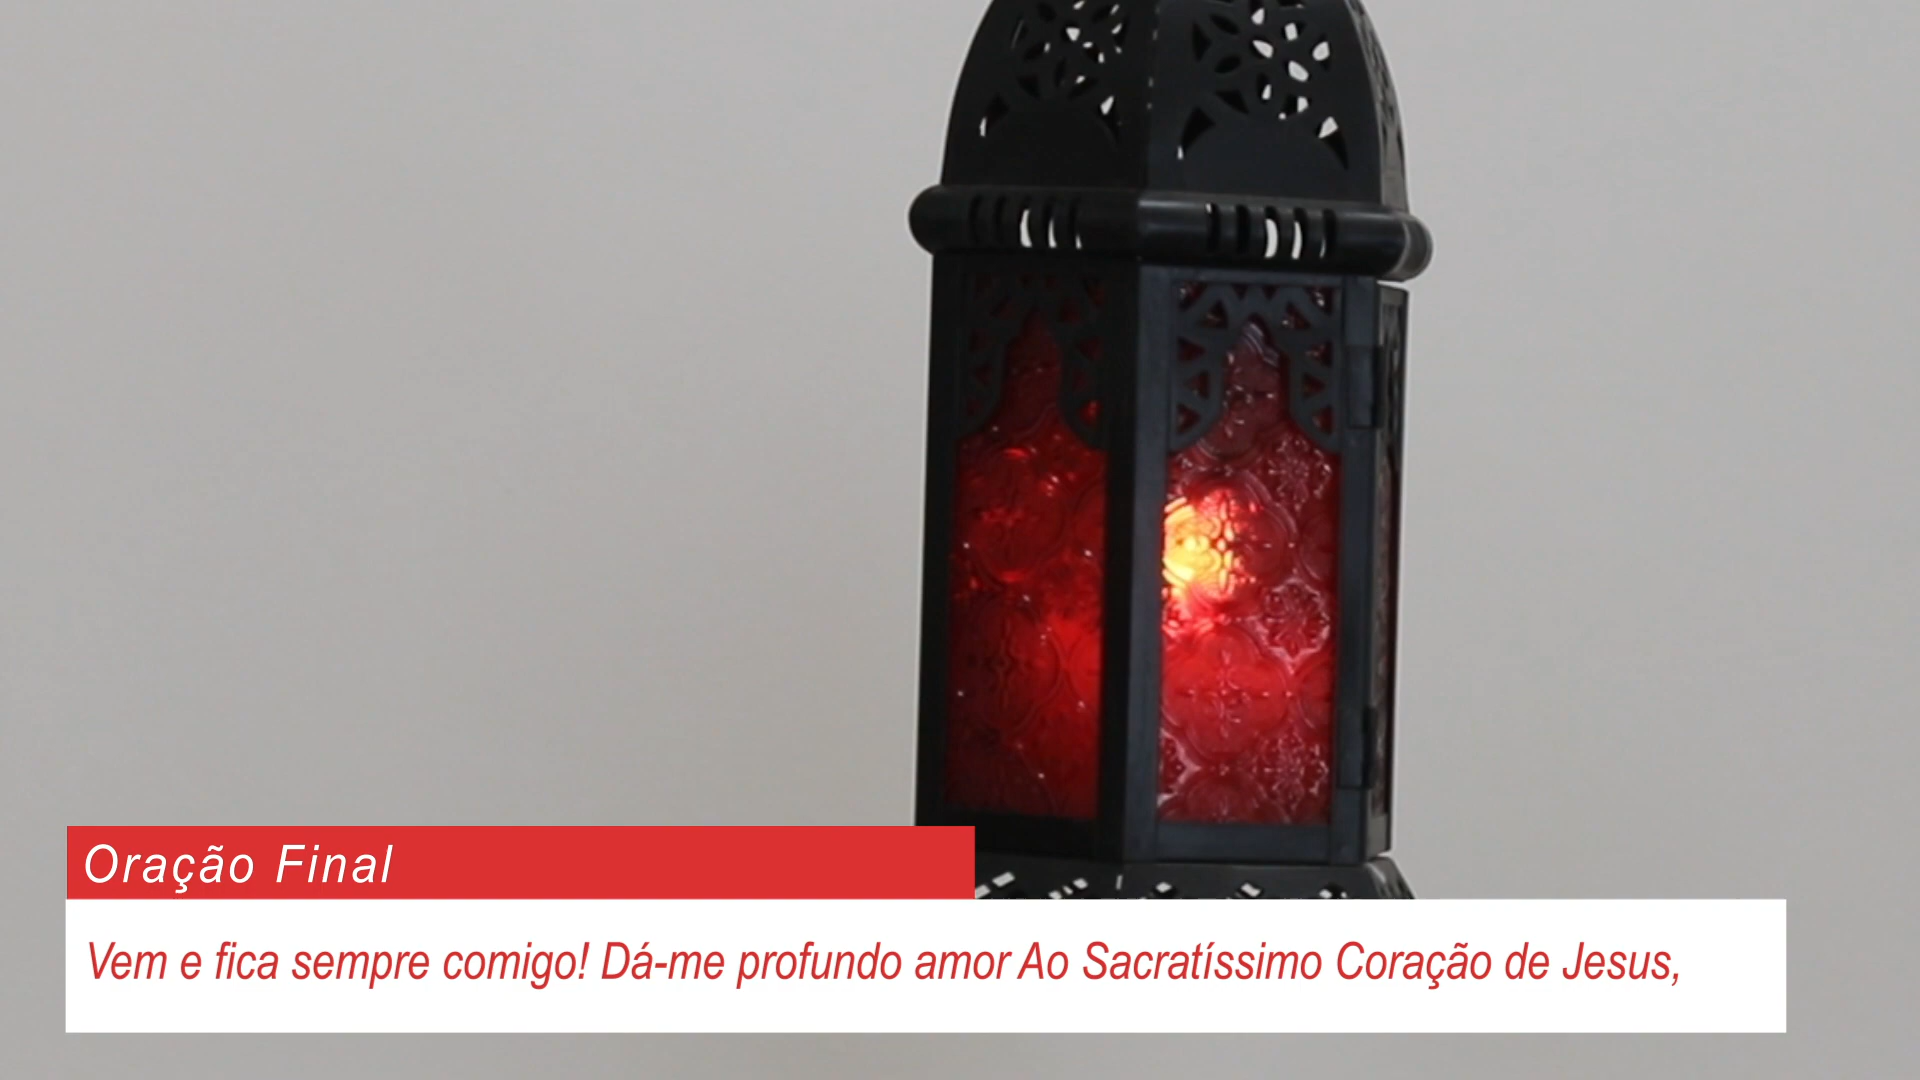 Oração Final
Vem e fica sempre comigo! Dá-me profundo amor Ao Sacratíssimo Coração de Jesus,